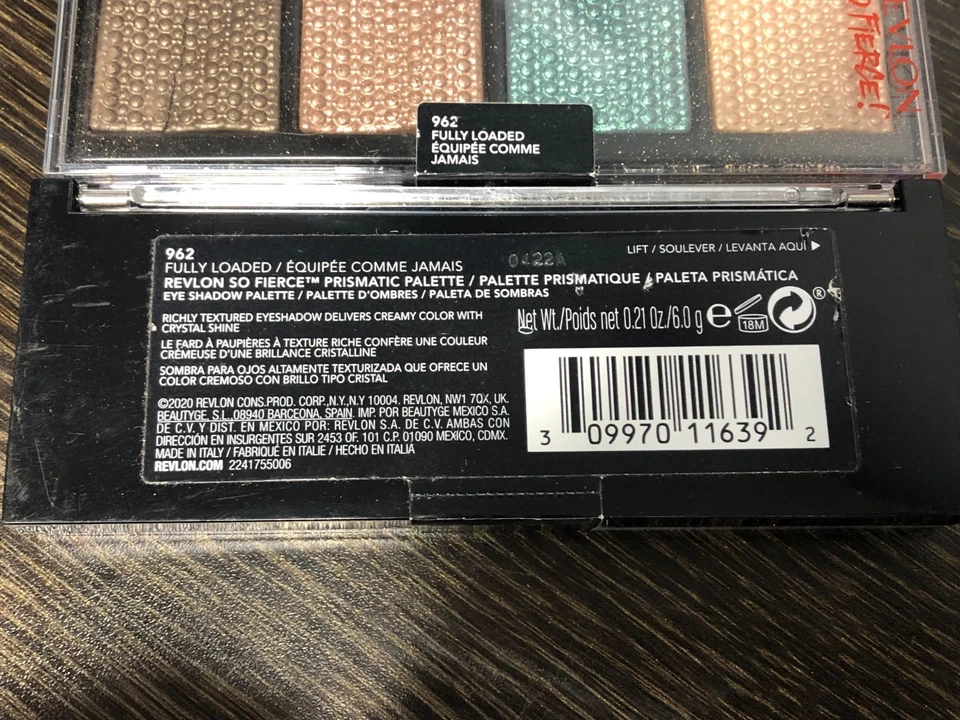 REVLON
SO FIERCE!
962
FULLY LOADED
ÉQUIPÉE COMME
JAMAIS
962
FULLY LOADED / ÉQUIPÉE COMME JAMAIS
0422A
LIFT / SOULEVER / LEVANTA AQUÍ
REVLON SO FIERCE™ PRISMATIC PALETTE / PALETTE PRISMATIQUE / PALETA PRISMÁTICA
EYE SHADOW PALETTE / PALETTE D'OMBRES / PALETA DE SOMBRAS
RICHLY TEXTURED EYESHADOW DELIVERS CREAMY COLOR WITH
CRYSTAL SHINE
LE FARD À PAUPIÈRES À TEXTURE RICHE CONFÈRE UNE COULEUR
CRÉMEUSE D'UNE BRILLANCE CRISTALLINE
SOMBRA PARA OJOS ALTAMENTE TEXTURIZADA QUE OFRECE UN
COLOR CREMOSO CON BRILLO TIPO CRISTAL
©2020 REVLON CONS.PROD. CORP.,N.Y.,N.Y 10004. REVLON, NW1 7QX, UK.
BEAUTYGE, S.L.,08940 BARCEONA, SPAIN. IMP. POR BEAUTYGE MEXICO S.A.
DE C.V. Y DIST. EN MEXICO POR: REVLON S.A. DE C.V. AMBAS CON
DIRECCIÓN EN INSURGENTES SUR 2453 OF. 101 C.P. 01090 MEXICO, CDMX.
MADE IN ITALY / FABRIQUÉ EN ITALIE / HECHO EN ITALIA
REVLON.COM 2241755006
Net Wt./Poids net 0.21 Oz./6.0 g e 18M ®
3 09970 11639 2